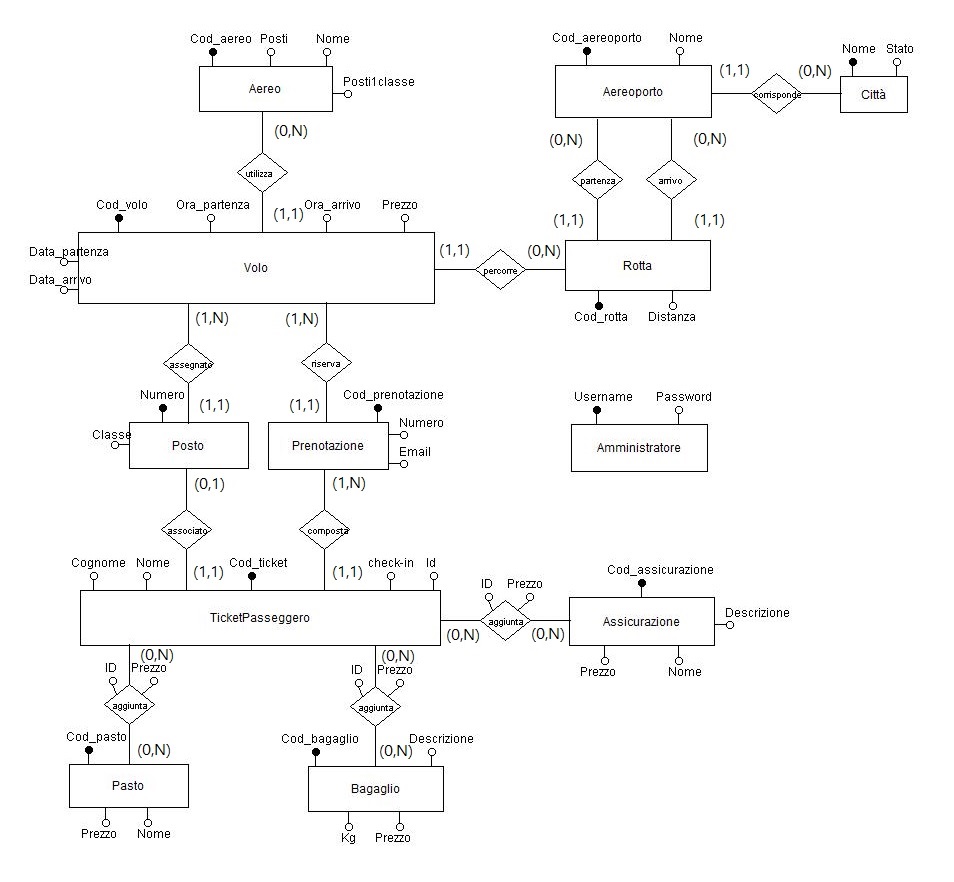 Cod_aereo Posti Nome
Aereo
Posti1classe
(0,N)
utilizza
(1,1)
Cod_aereoporto Nome
Aereoporto
(1,1)
corrisponde
(0,N)
Nome Stato
Città
(0,N) (0,N)
partenza arrivo
(1,1) (1,1)
Rotta
Cod_rotta Distanza
Cod_volo Ora_partenza Ora_arrivo Prezzo
Data_partenza
Data_arrivo
Volo
(1,1)
percorre
(0,N)
(1,N) (1,N)
assegnato riserva
(1,1) (1,1)
Numero
Classe
Posto
Cod_prenotazione
Numero
Email
Prenotazione
Username Password
Amministratore
(0,1) (1,N)
associato composta
(1,1) (1,1)
Cognome Nome Cod_ticket check-in Id
TicketPasseggero
(0,N)
ID Prezzo
aggiunta
(0,N)
Cod_assicurazione
Assicurazione
Descrizione
Prezzo Nome
(0,N) (0,N)
ID Prezzo ID Prezzo
aggiunta aggiunta
(0,N) (0,N)
Cod_pasto
Pasto
Prezzo Nome
Cod_bagaglio Descrizione
Bagaglio
Kg Prezzo